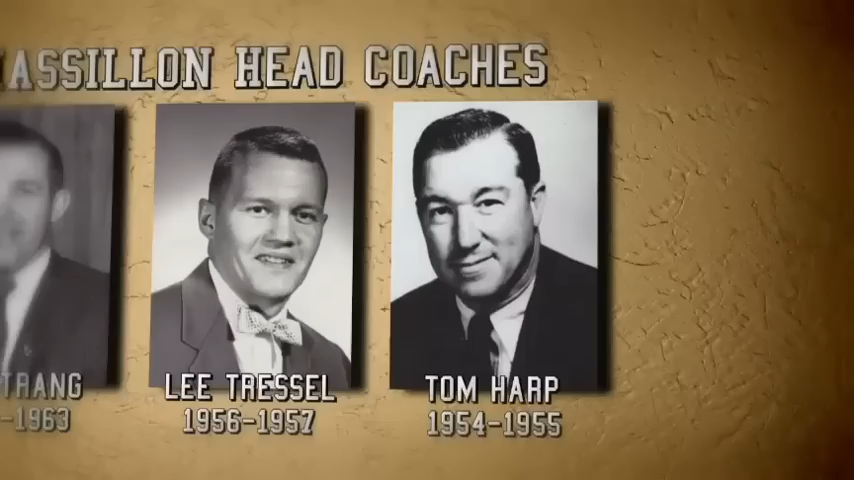 ASSILLON HEAD COACHES
TRANG
-1963
LEE TRESSEL
1956-1957
TOM HARP
1954-1955